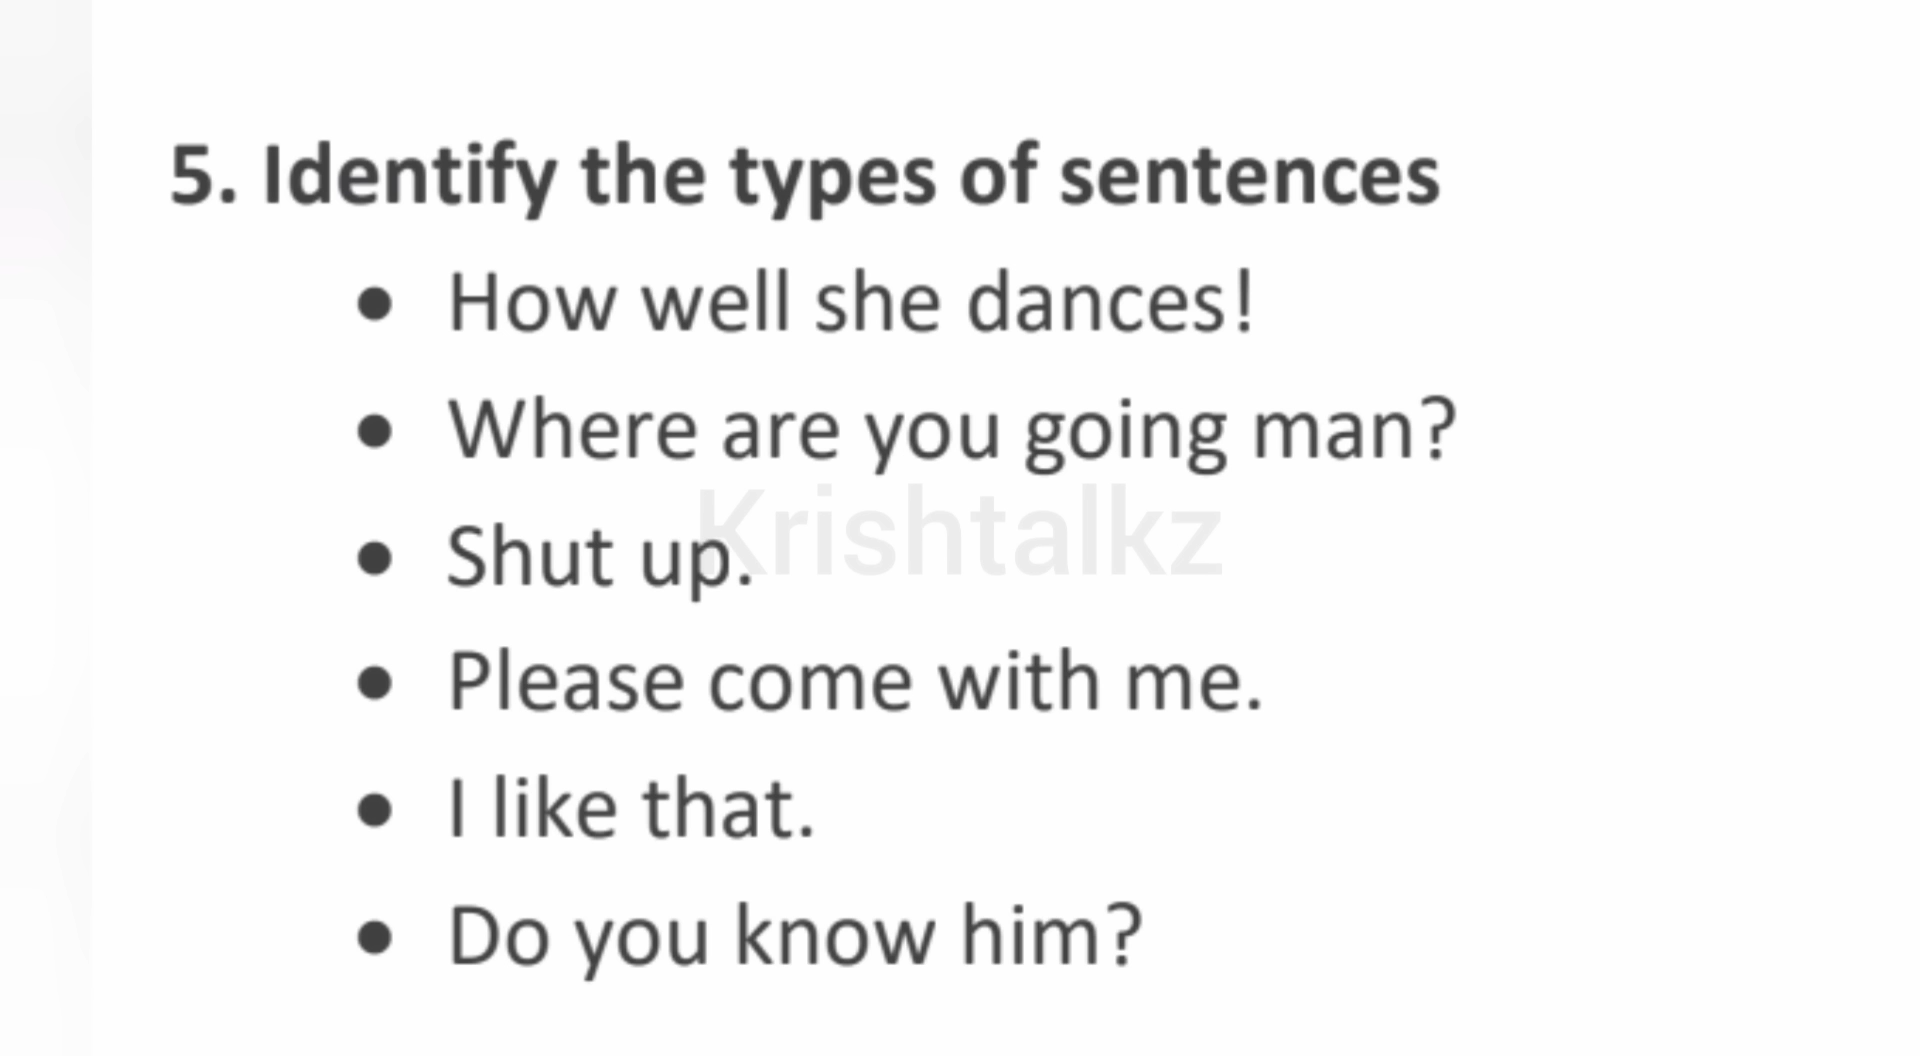 5. Identify the types of sentences
• How well she dances!
• Where are you going man?
Krishtalkz
• Shut up.
• Please come with me.
• I like that.
• Do you know him?